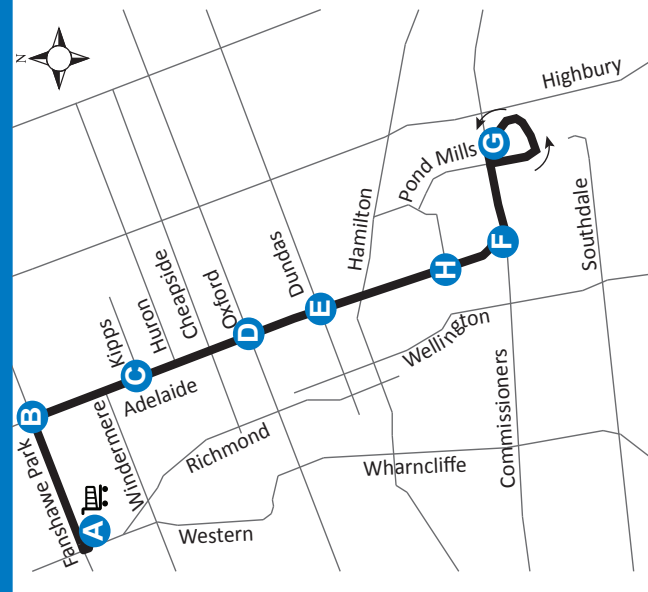 N
Highbury
Pond Mills
G
Hamilton
Southdale
F
H
Dundas
E
Oxford
Cheapside
Huron
Kipps
D
C
Adelaide
Wellington
Commissioners
B
Windermere
Richmond
Wharncliffe
Fanshawe Park
A
Western